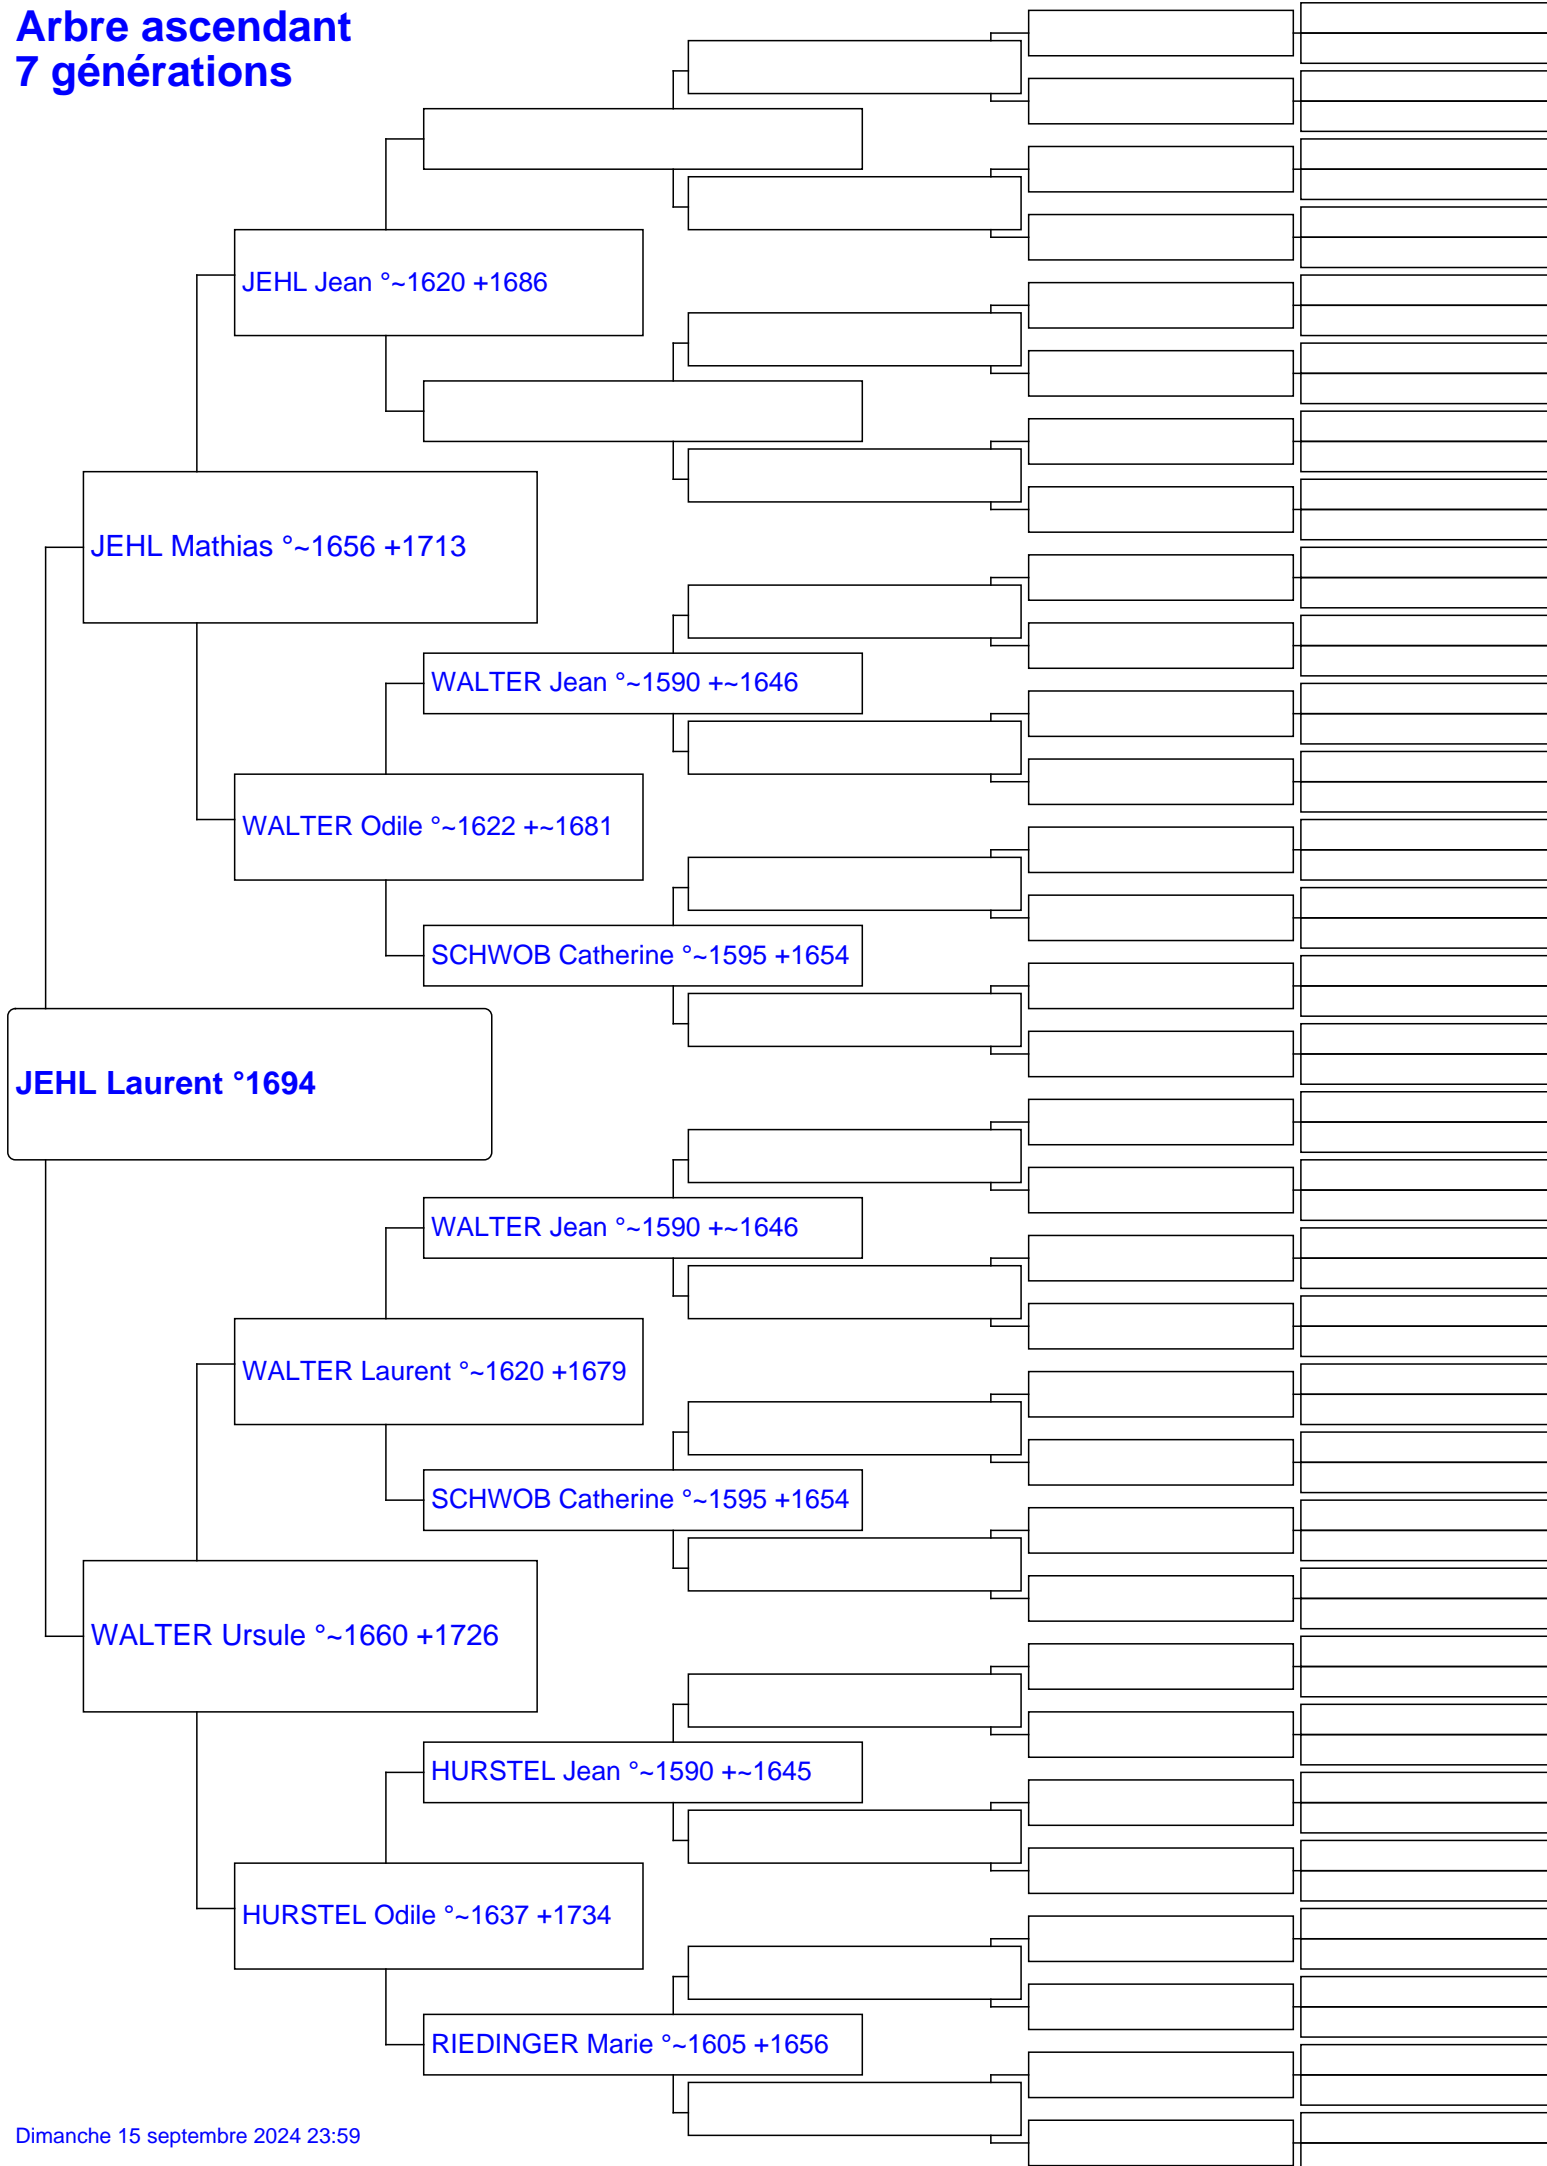 Arbre ascendant
7 générations
JEHL Jean °~1620 +1686
JEHL Mathias °~1656 +1713
WALTER Jean °~1590 +~1646
WALTER Odile °~1622 +~1681
SCHWOB Catherine °~1595 +1654
JEHL Laurent °1694
WALTER Jean °~1590 +~1646
WALTER Laurent °~1620 +1679
SCHWOB Catherine °~1595 +1654
WALTER Ursule °~1660 +1726
HURSTEL Jean °~1590 +~1645
HURSTEL Odile °~1637 +1734
RIEDINGER Marie °~1605 +1656
Dimanche 15 septembre 2024 23:59